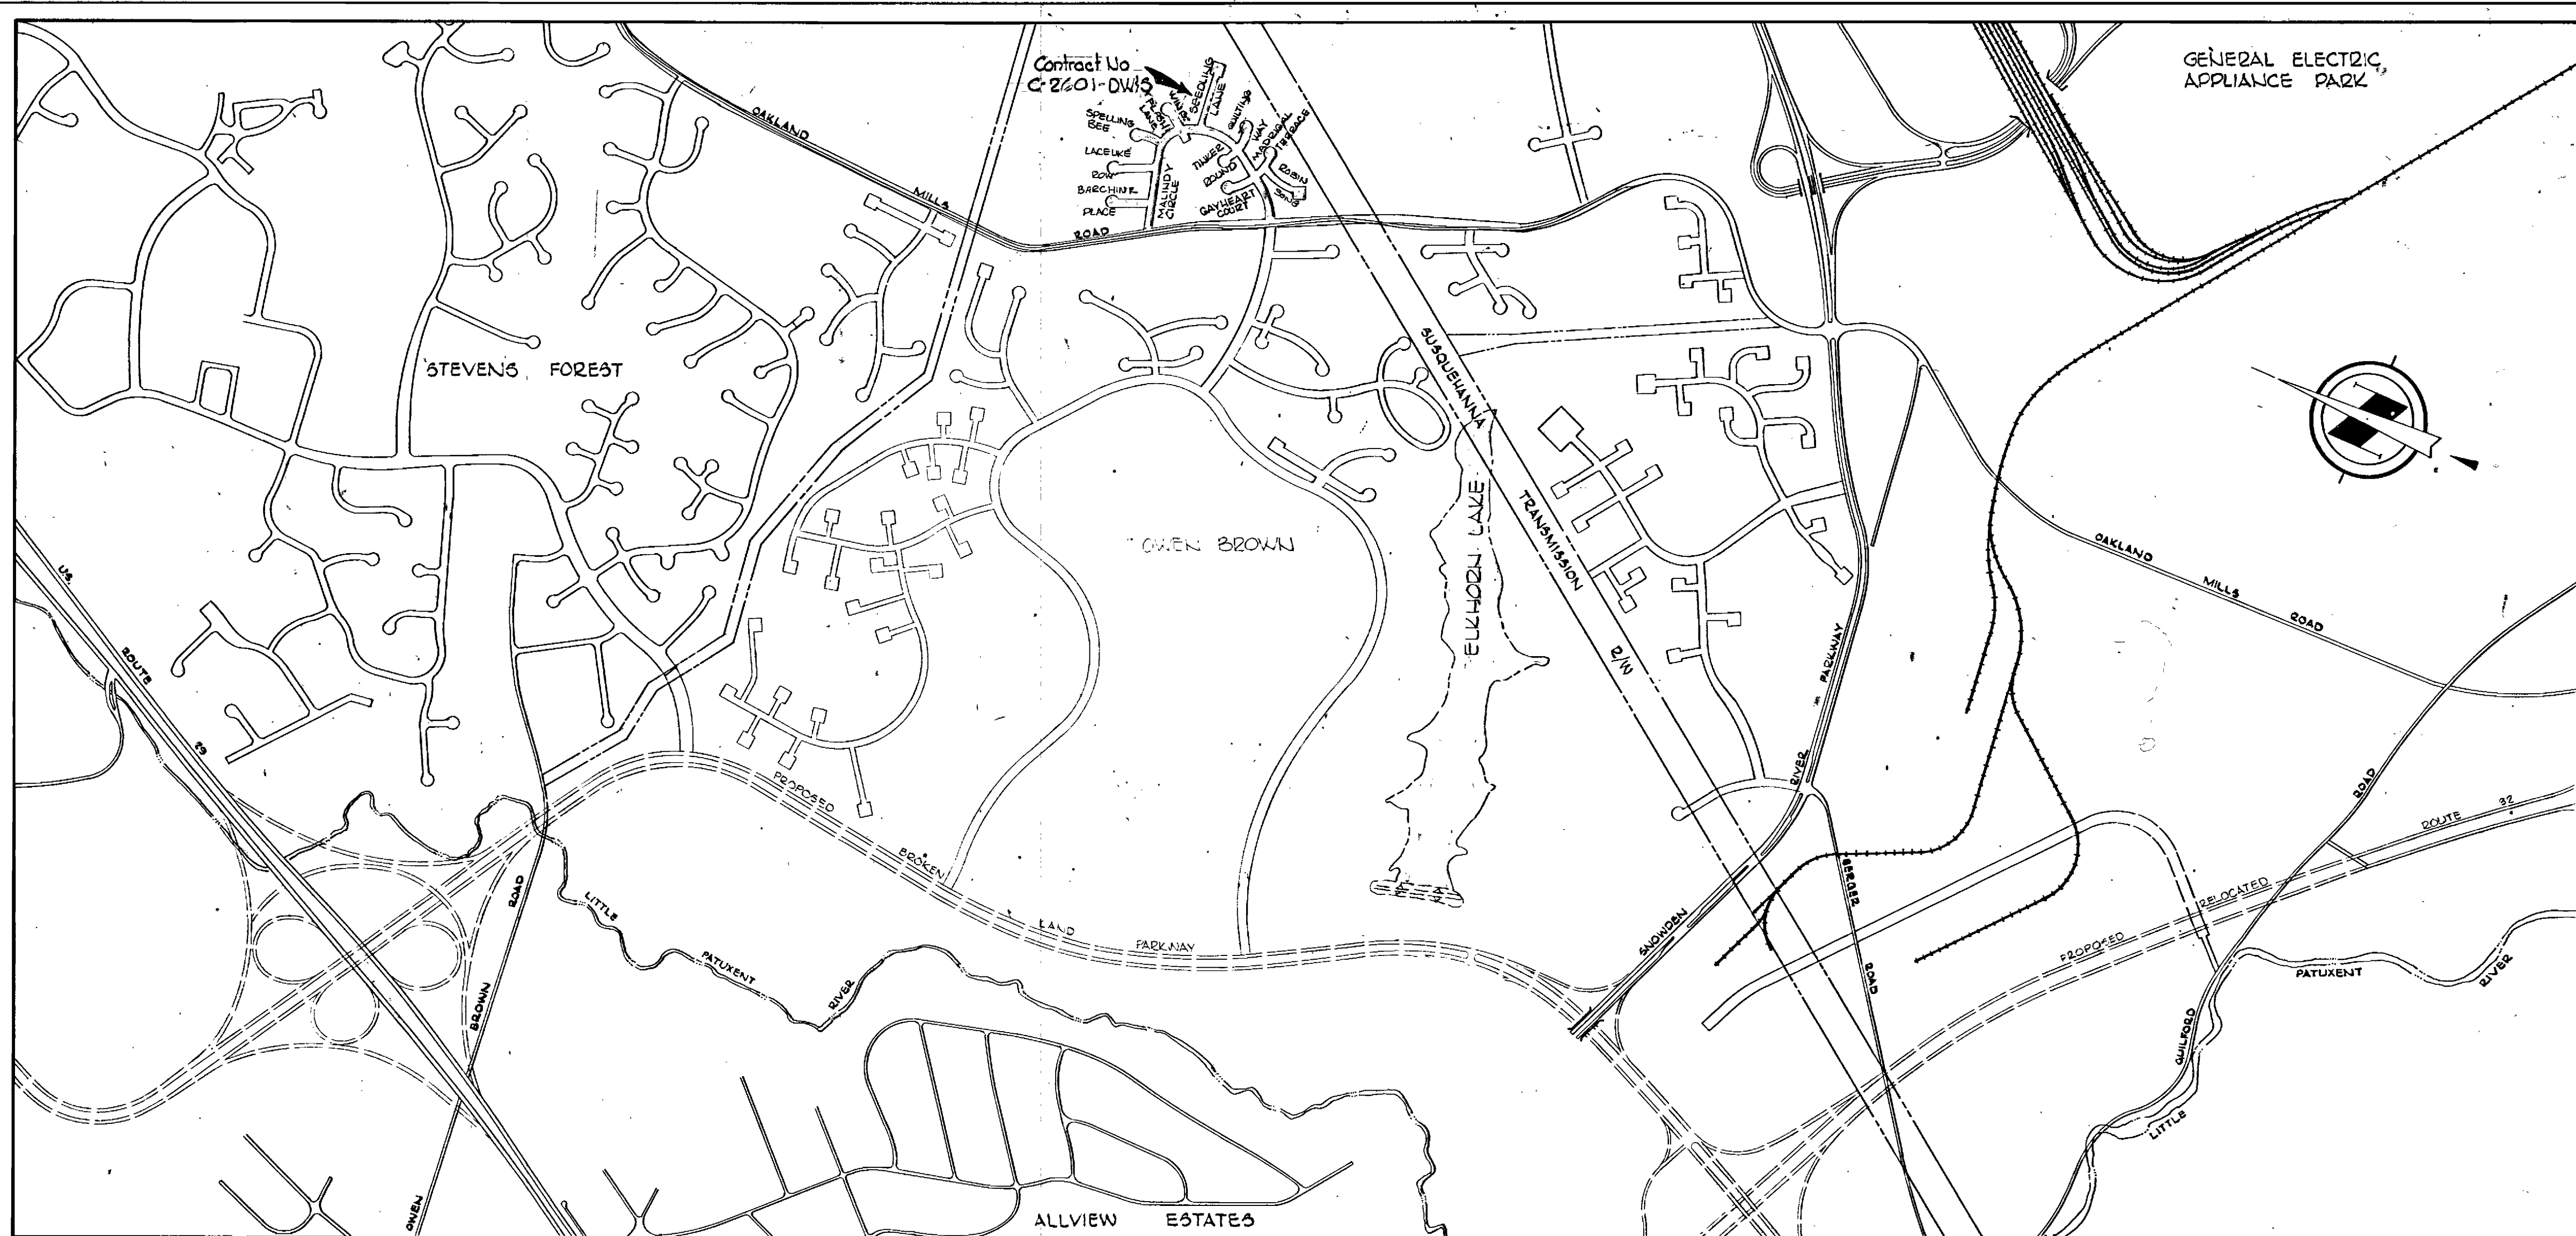 GENERAL ELECTRIC
APPLIANCE PARK
Contract No
C-2601-DW&S
SPEDLING
LANE
SPELLING
BEE
LACELIKE
ROW
BARCHINK
PLACE
MALINDY
CIRCLE
TINKER
ROUND
QUILTING
WAY
MADRIGAL
TERRACE
ROBIN
SONG
GAYHEART
COURT
OAKLAND
MILLS
ROAD
STEVENS FOREST
OWEN BROWN
SUSQUEHANNA
TRANSMISSION
R/W
ELKHORN LAKE
OAKLAND
MILLS
ROAD
U.S.
ROUTE
29
PARKWAY
RIVER
SNOWDEN
BERGER
ROAD
PROPOSED
BROKEN
LAND
PARKWAY
ROAD
BROWN
OWEN
LITTLE
PATUXENT
RIVER
ROAD
GUILFORD
ROUTE 32
RELOCATED
PROPOSED
PATUXENT
RIVER
LITTLE
ALLVIEW ESTATES